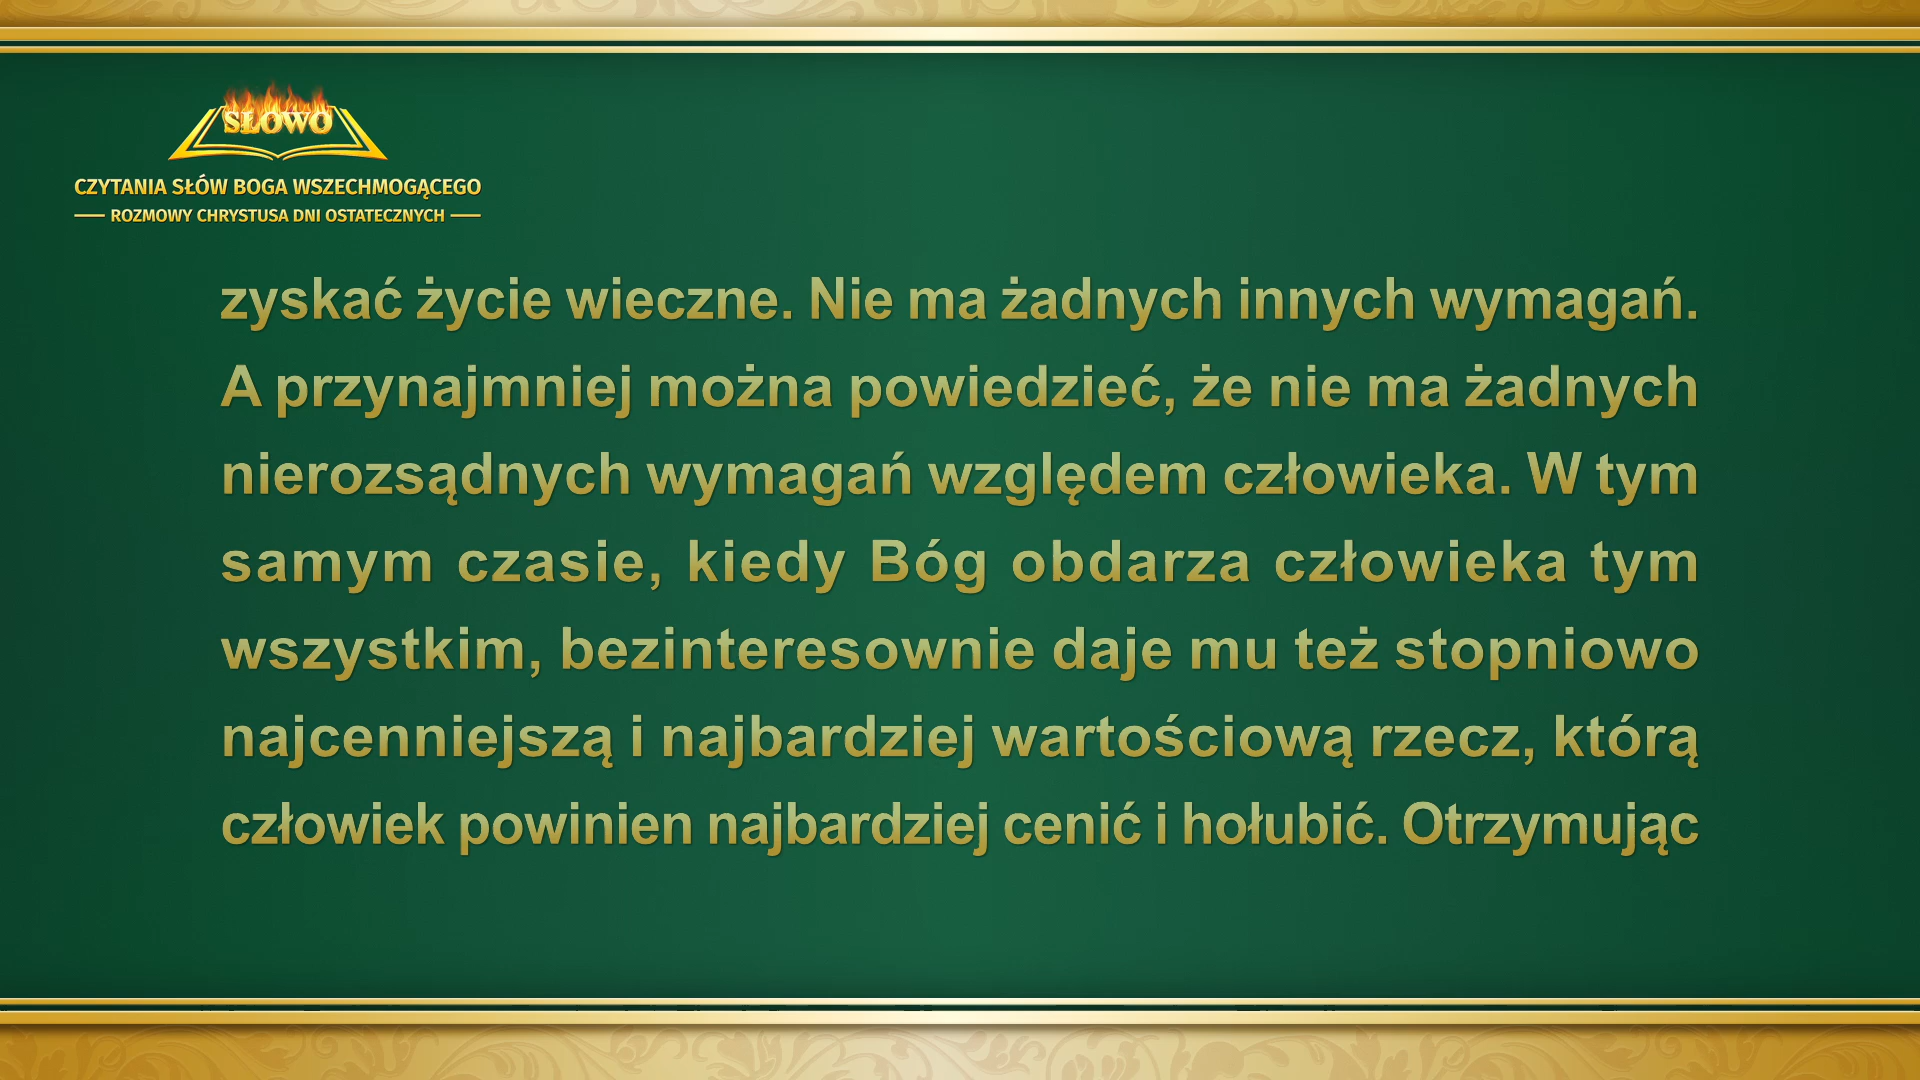 SŁOWO
CZYTANIA SŁÓW BOGA WSZECHMOGĄCEGO
ROZMOWY CHRYSTUSA DNI OSTATECZNYCH
zyskać życie wieczne. Nie ma żadnych innych wymagań.
A przynajmniej można powiedzieć, że nie ma żadnych
nierozsądnych wymagań względem człowieka. W tym
samym czasie, kiedy Bóg obdarza człowieka tym
wszystkim, bezinteresownie daje mu też stopniowo
najcenniejszą i najbardziej wartościową rzecz, którą
człowiek powinien najbardziej cenić i hołubić. Otrzymując